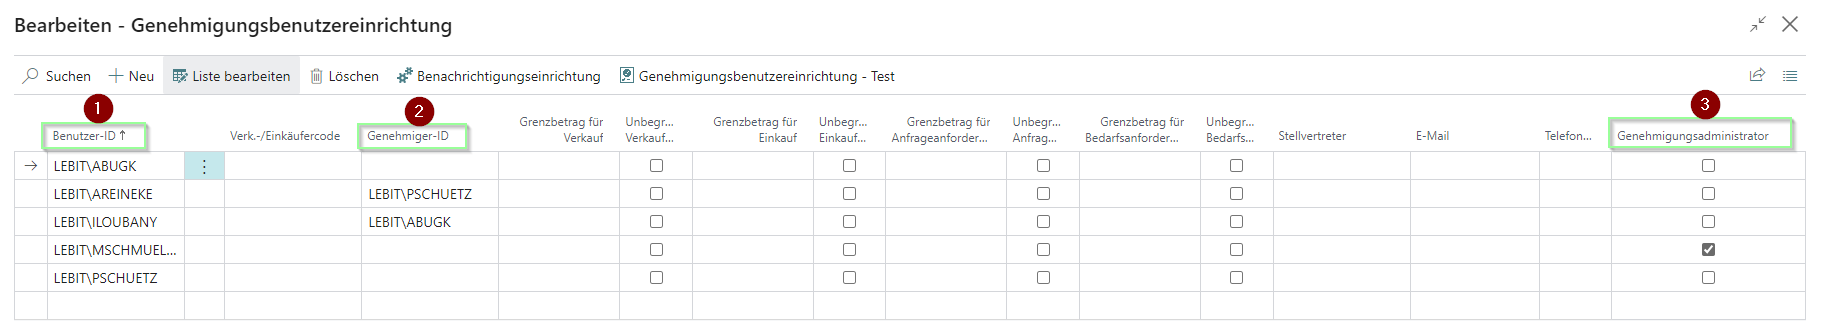 Bearbeiten - Genehmigungsbenutzereinrichtung
Suchen Neu Liste bearbeiten Löschen Benachrichtigungseinrichtung Genehmigungsbenutzereinrichtung - Test
1 2 3
Benutzer-ID ↑ Verk.-/Einkäufercode Genehmiger-ID Grenzbetrag für Verkauf Unbegr... Verkauf... Grenzbetrag für Einkauf Unbegr... Einkauf... Grenzbetrag für Anfrageanforder... Unbegr... Anfrag... Grenzbetrag für Bedarfsanforder... Unbegr... Bedarfs... Stellvertreter E-Mail Telefon... Genehmigungsadministrator
LEBIT\ABUGK
LEBIT\AREINEKE LEBIT\PSCHUETZ
LEBIT\ILOUBANY LEBIT\ABUGK
LEBIT\MSCHMUEL...
LEBIT\PSCHUETZ